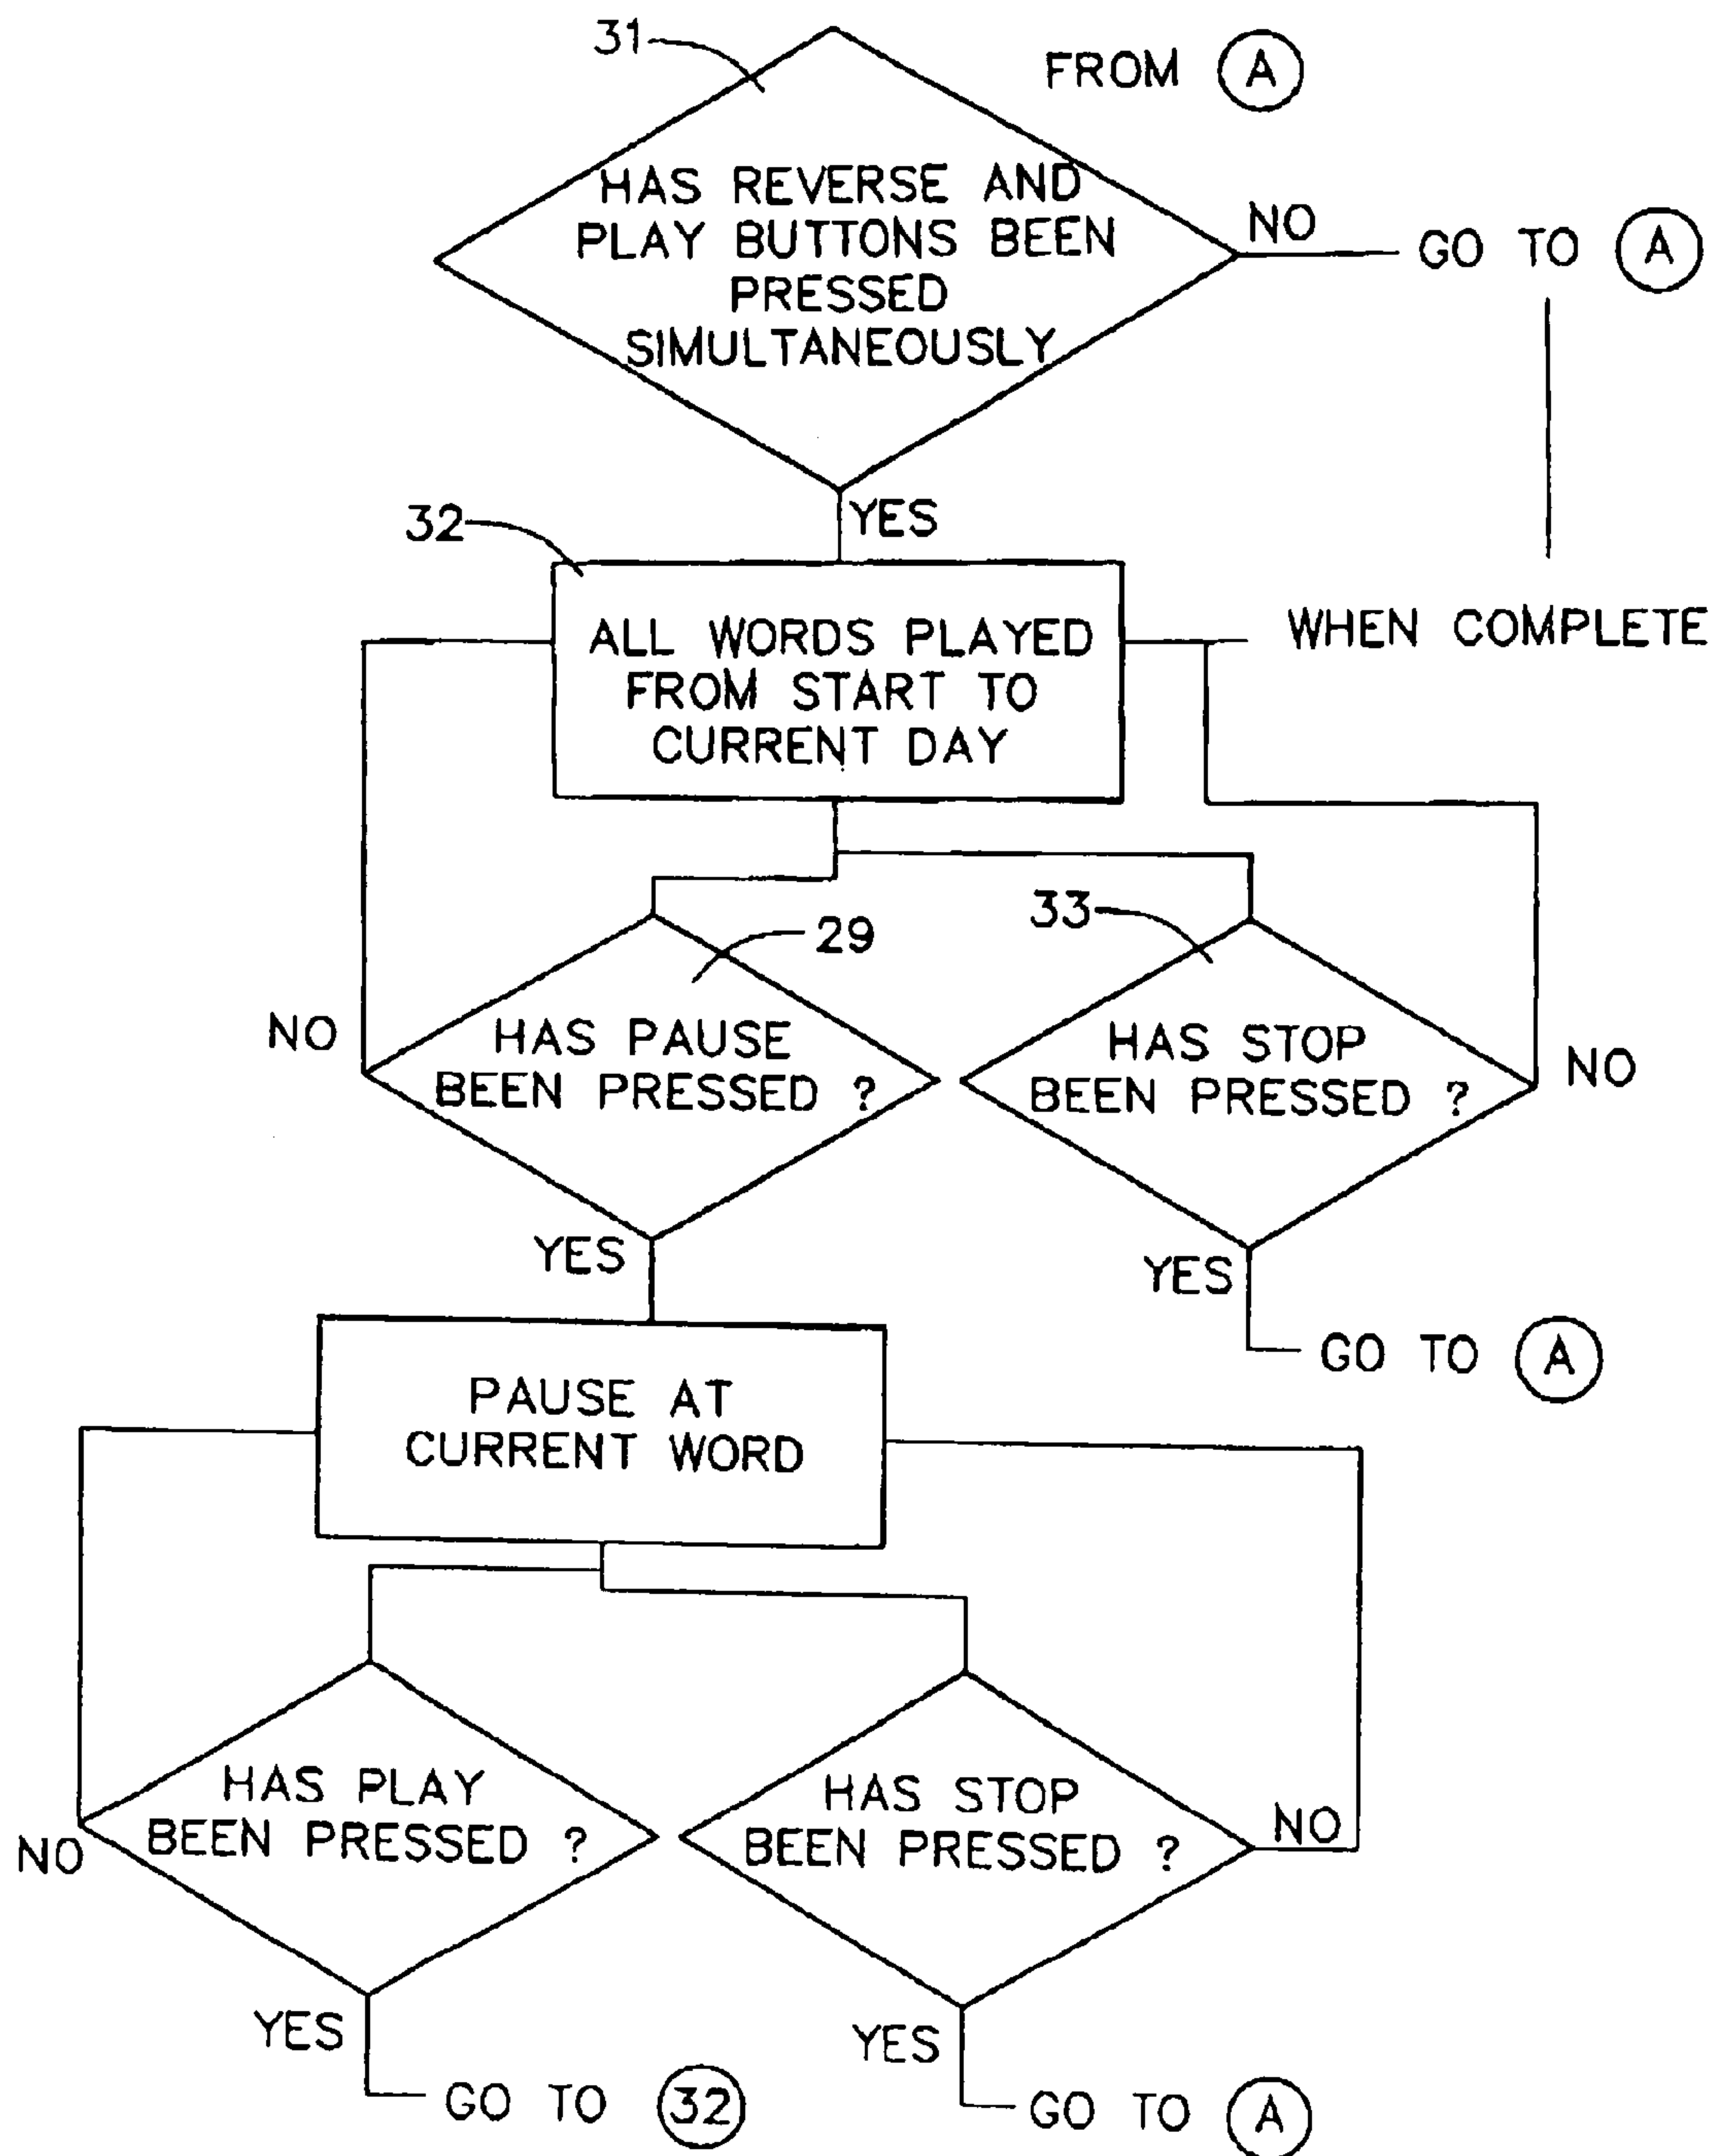 31
FROM A
HAS REVERSE AND
PLAY BUTTONS BEEN
PRESSED
SIMULTANEOUSLY
NO
GO TO A
YES
32
ALL WORDS PLAYED
FROM START TO
CURRENT DAY
WHEN COMPLETE
29
33
NO
HAS PAUSE
BEEN PRESSED ?
HAS STOP
BEEN PRESSED ?
NO
YES
YES
GO TO A
PAUSE AT
CURRENT WORD
HAS PLAY
BEEN PRESSED ?
NO
HAS STOP
BEEN PRESSED ?
NO
YES
GO TO 32
YES
GO TO A